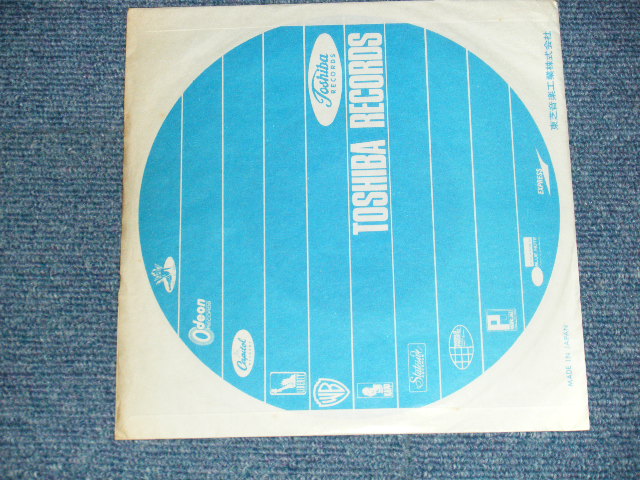 Toshiba
RECORDS
TOSHIBA RECORDS
東芝音楽工業株式会社
EXPRESS
Odeon
Capitol
LIBERTY
WB
MADE IN JAPAN